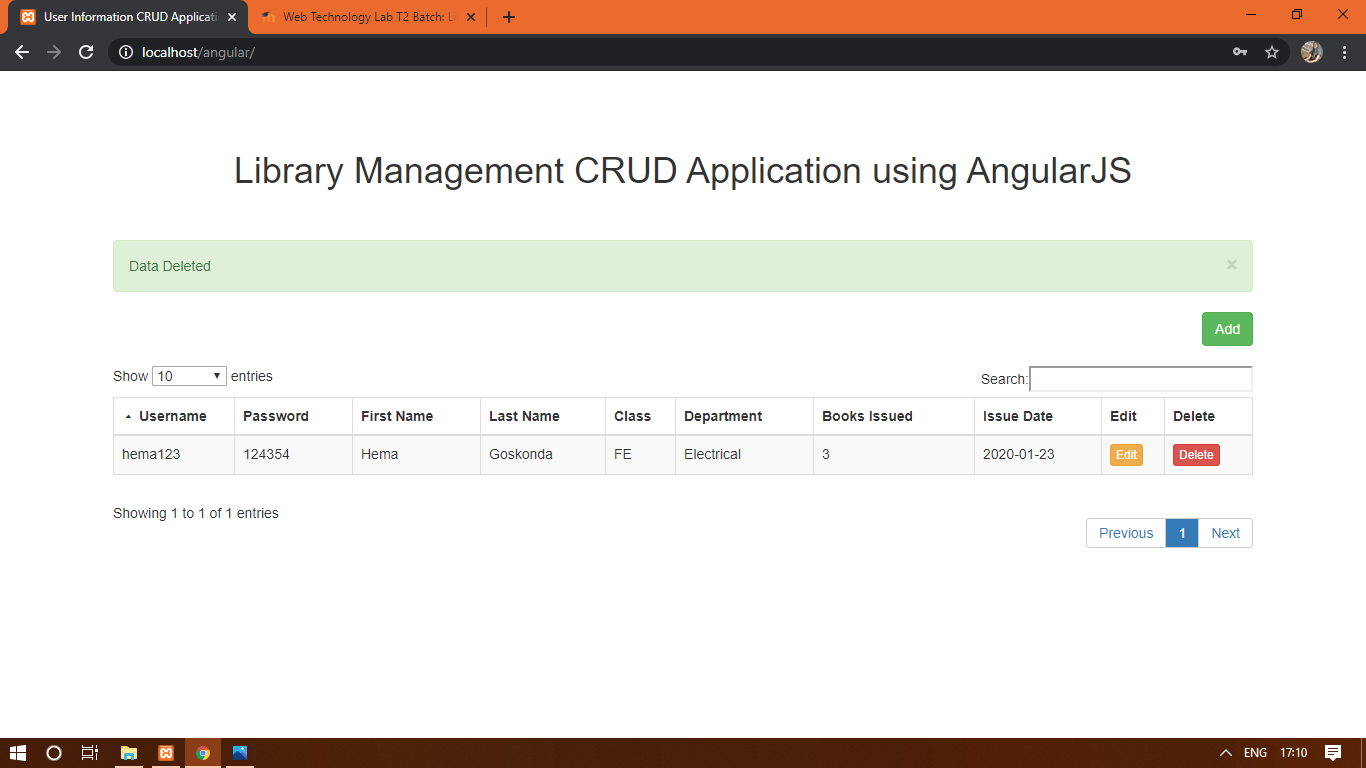 User Information CRUD Applicati
Web Technology Lab T2 Batch: Li
localhost/angular/
Library Management CRUD Application using AngularJS
Data Deleted ×
Add
Show 10 entries Search:
Username Password First Name Last Name Class Department Books Issued Issue Date Edit Delete
hema123 124354 Hema Goskonda FE Electrical 3 2020-01-23 Edit Delete
Showing 1 to 1 of 1 entries
Previous 1 Next
ENG 17:10